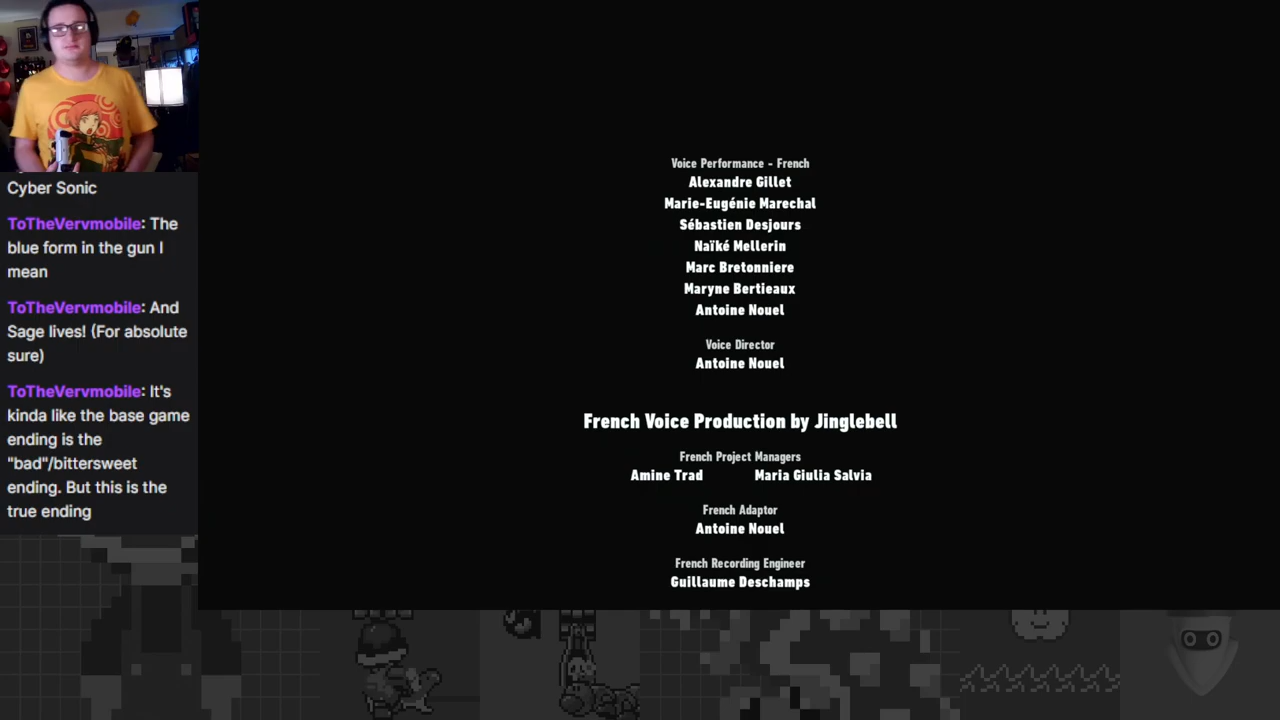 Cyber Sonic
ToTheVervmobile: The
blue form in the gun I
mean
ToTheVervmobile: And
Sage lives! (For absolute
sure)
ToTheVervmobile: It's
kinda like the base game
ending is the
"bad"/bittersweet
ending. But this is the
true ending
Voice Performance - French
Alexandre Gillet
Marie-Eugénie Marechal
Sébastien Desjours
Naïké Mellerin
Marc Bretonniere
Maryne Bertieaux
Antoine Nouel
Voice Director
Antoine Nouel
French Voice Production by Jinglebell
French Project Managers
Amine Trad Maria Giulia Salvia
French Adaptor
Antoine Nouel
French Recording Engineer
Guillaume Deschamps